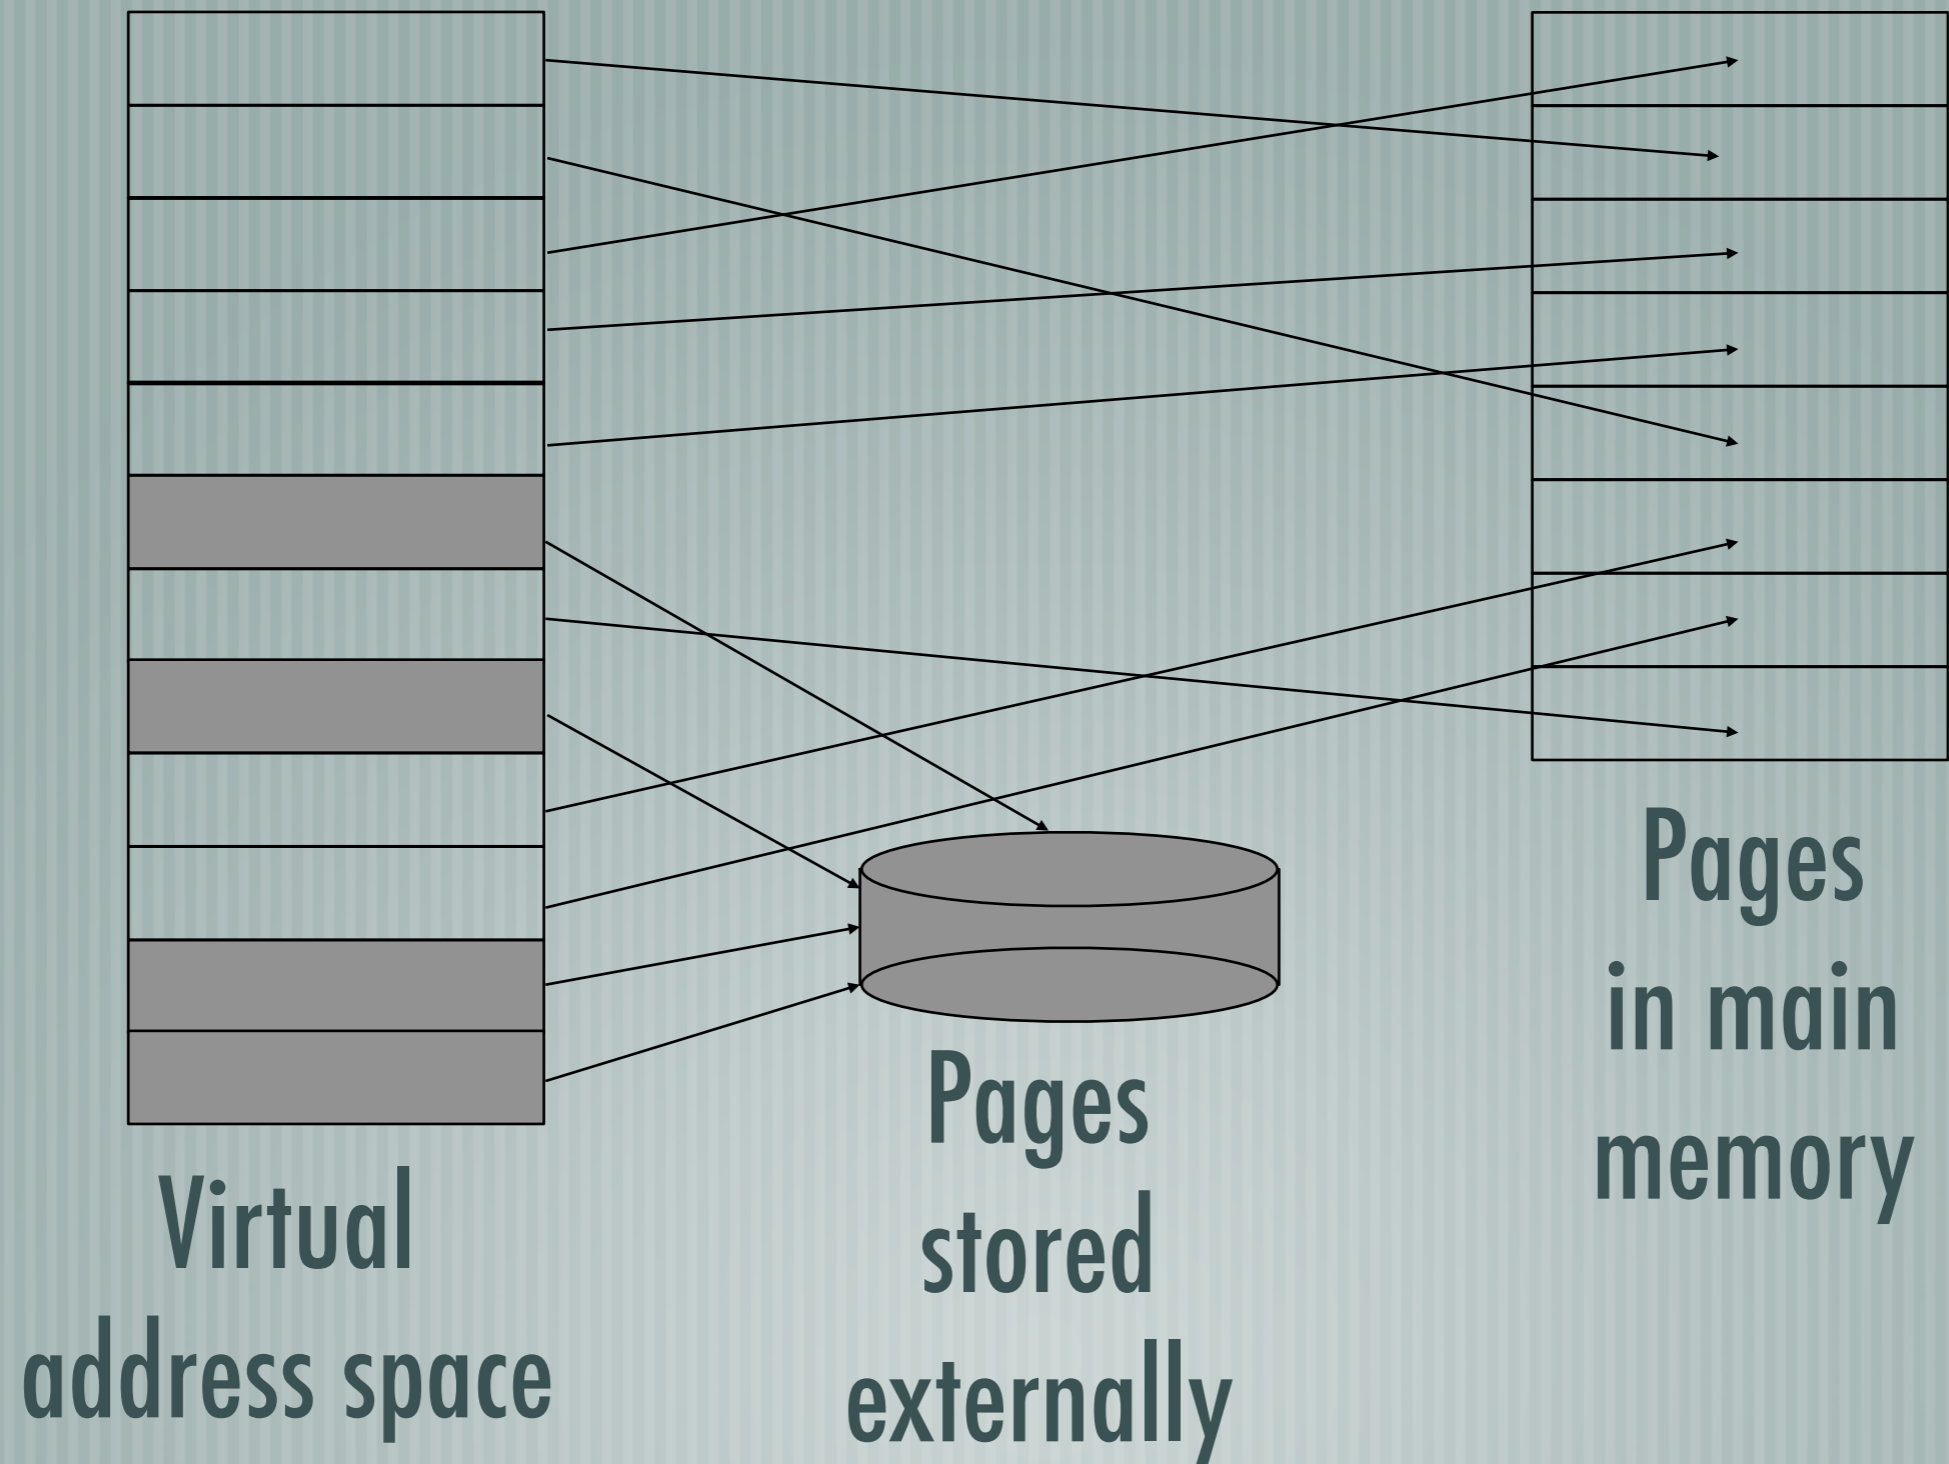 Virtual
address space
Pages
stored
externally
Pages
in main
memory